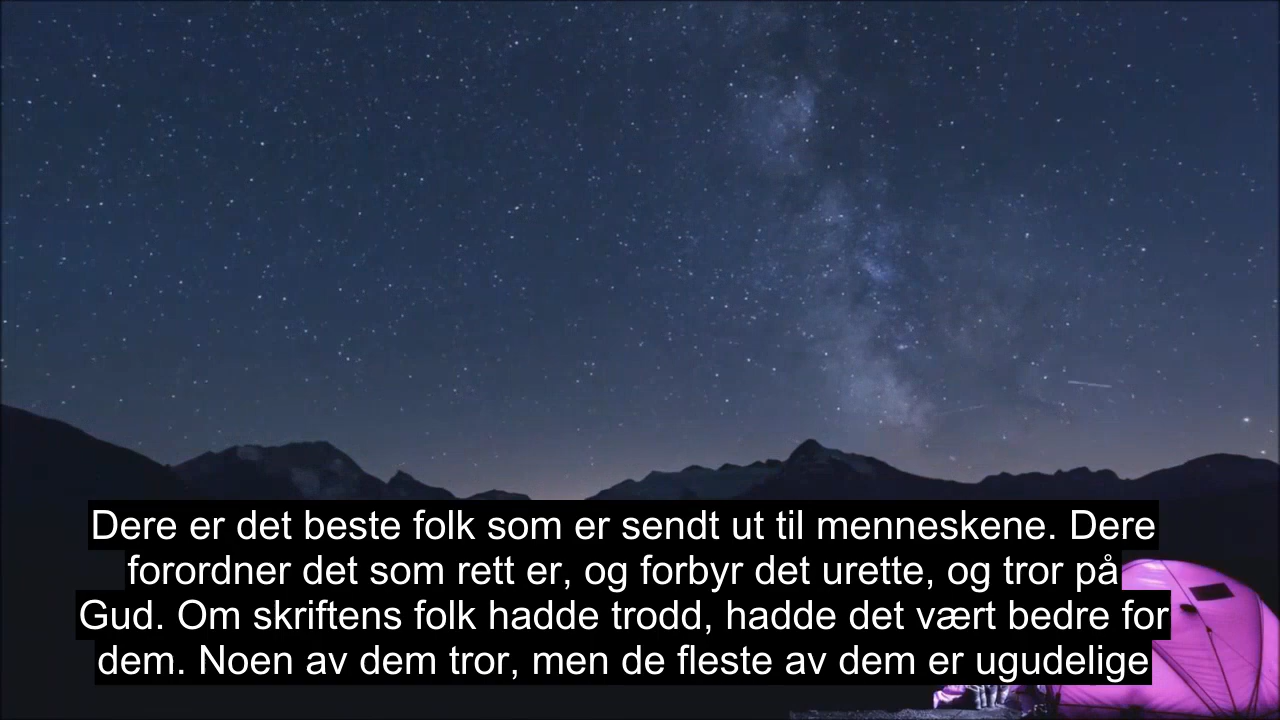 Dere er det beste folk som er sendt ut til menneskene. Dere
forordner det som rett er, og forbyr det urette, og tror på
Gud. Om skriftens folk hadde trodd, hadde det vært bedre for
dem. Noen av dem tror, men de fleste av dem er ugudelige